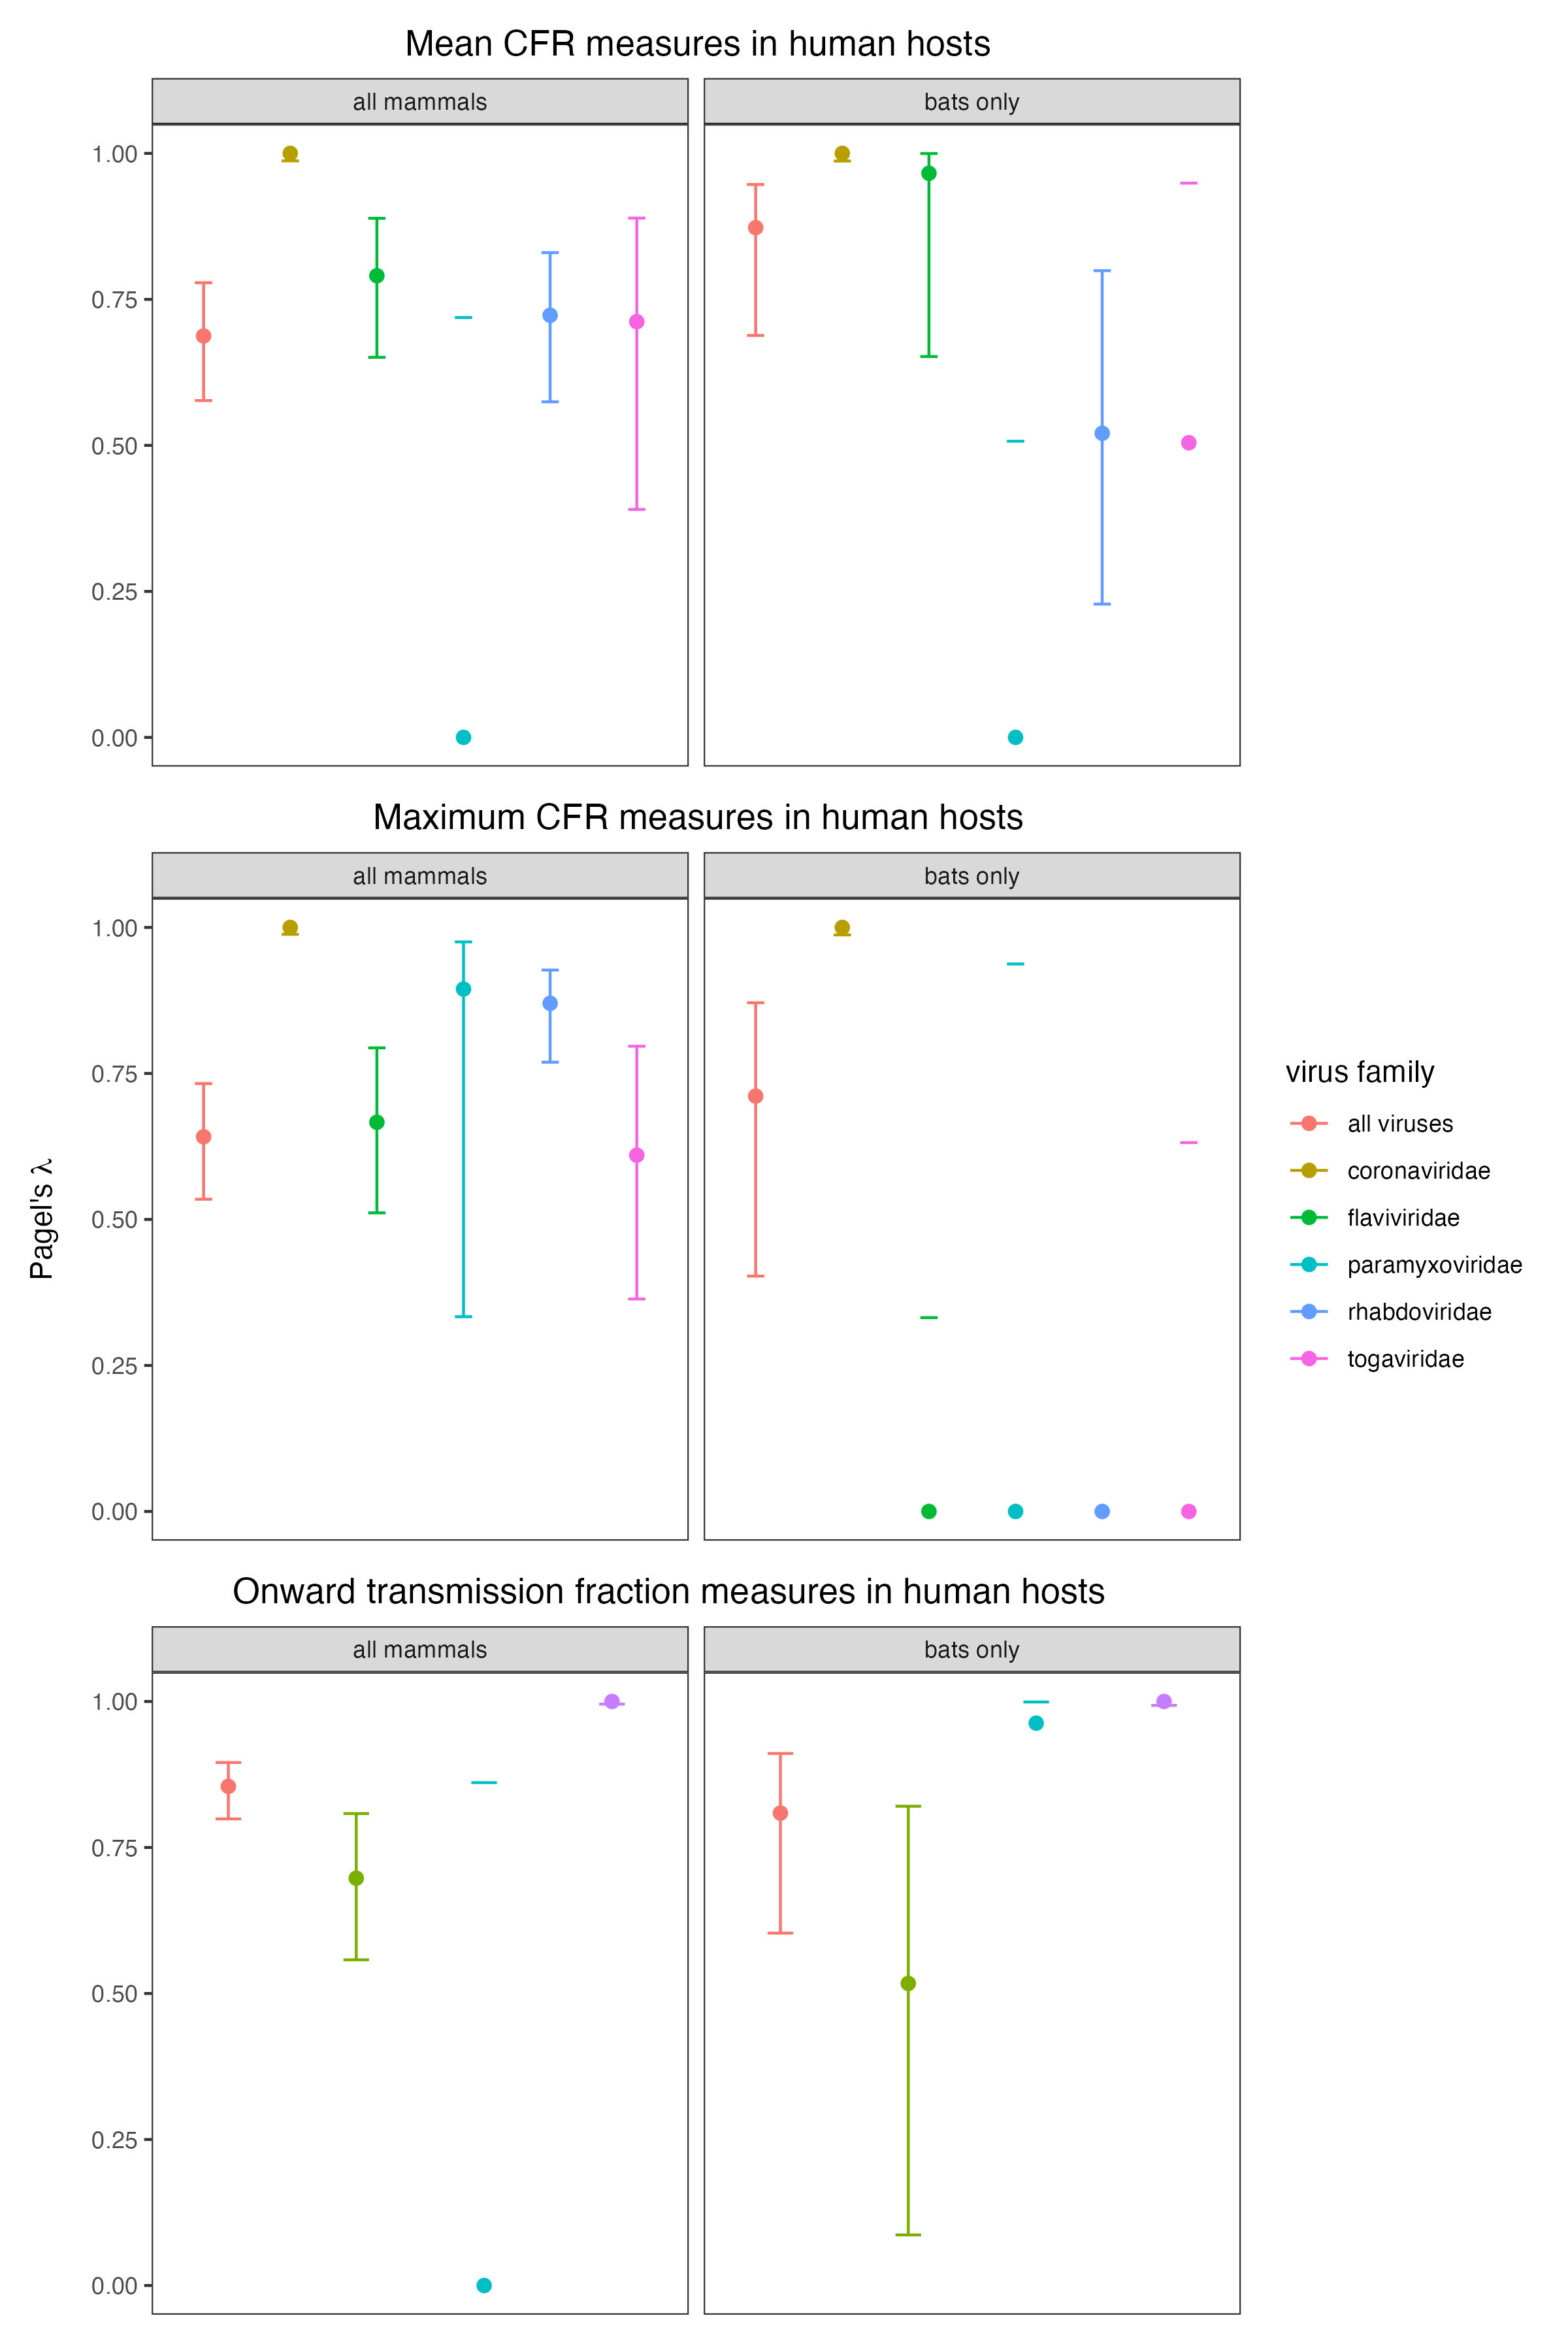 Mean CFR measures in human hosts
all mammals
bats only
1.00
0.75
0.50
0.25
0.00
Maximum CFR measures in human hosts
all mammals
bats only
1.00
0.75
0.50
0.25
0.00
Pagel's λ
virus family
all viruses
coronaviridae
flaviviridae
paramyxoviridae
rhabdoviridae
togaviridae
Onward transmission fraction measures in human hosts
all mammals
bats only
1.00
0.75
0.50
0.25
0.00